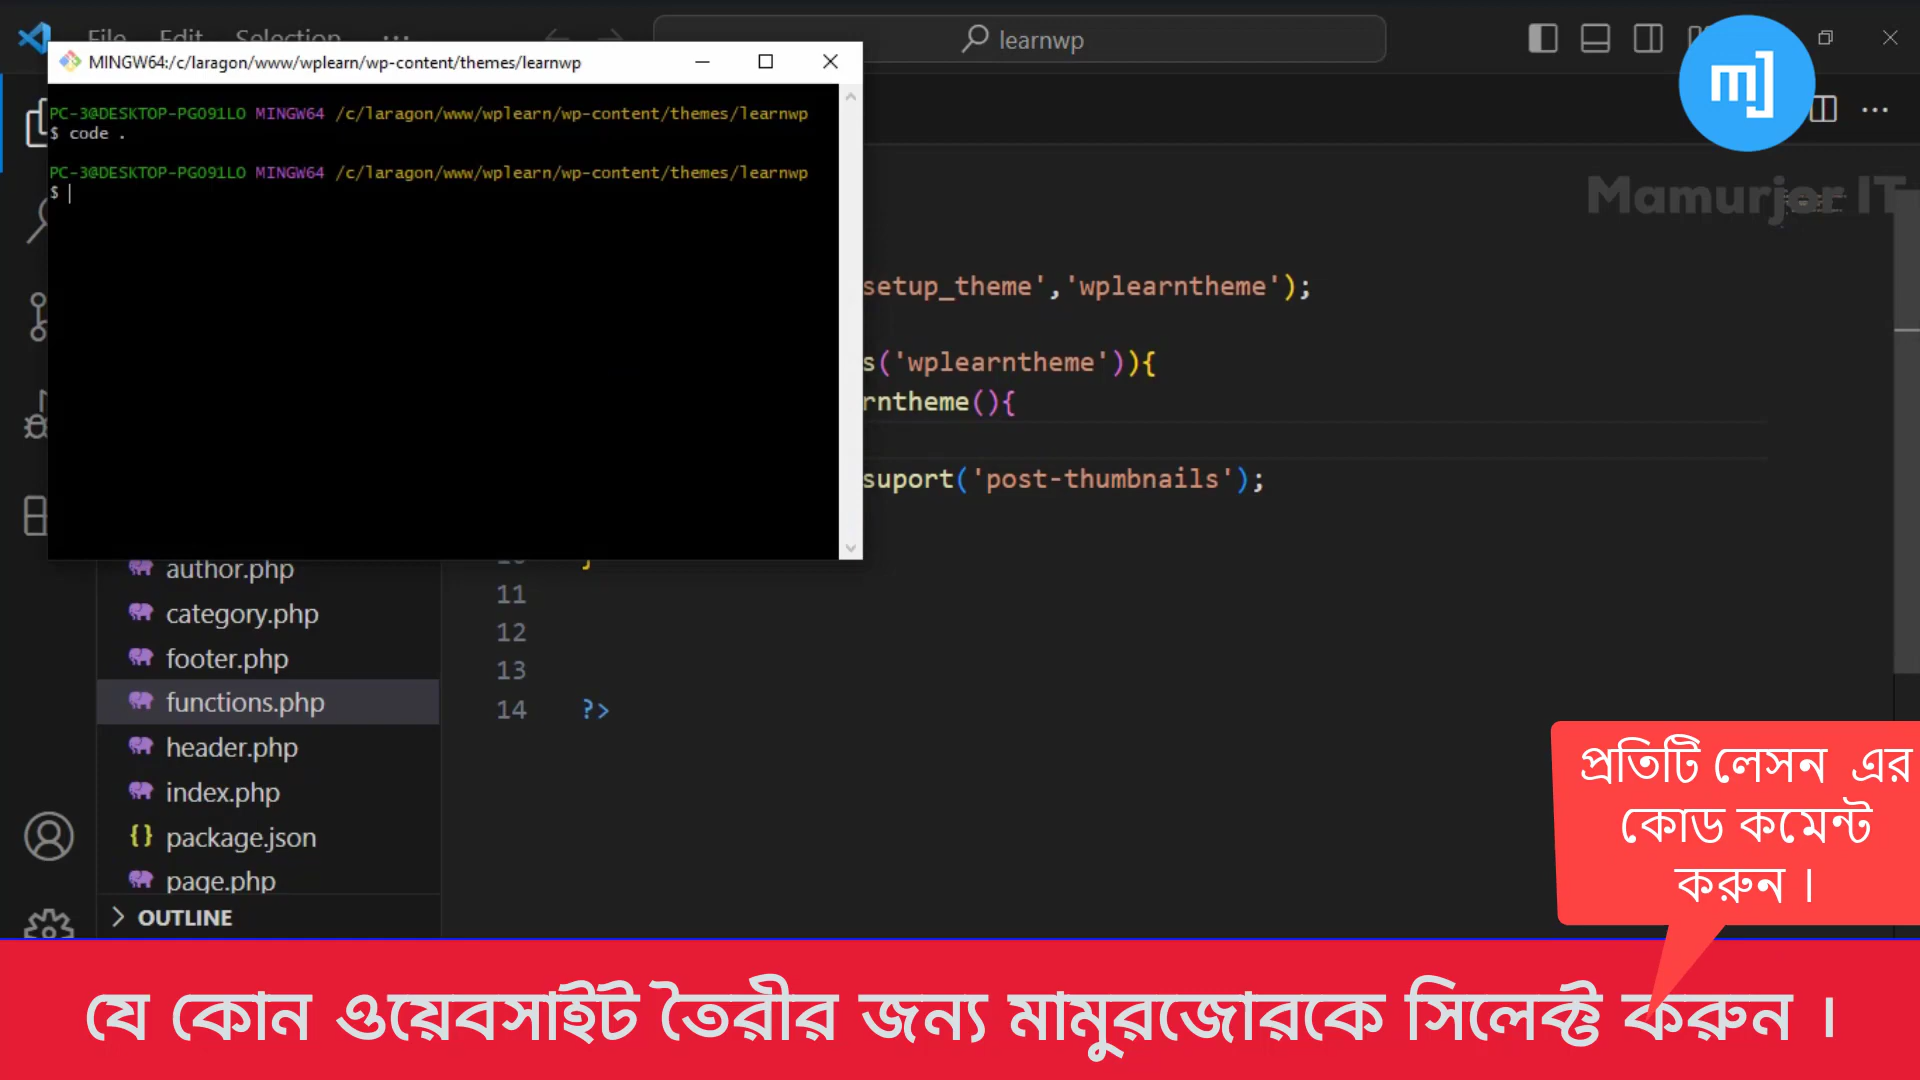 File Edit Selection ...
learnwp
MINGW64:/c/laragon/www/wplearn/wp-content/themes/learnwp
PC-3@DESKTOP-PG091LO MINGW64 /c/laragon/www/wplearn/wp-content/themes/learnwp
$ code .
PC-3@DESKTOP-PG091LO MINGW64 /c/laragon/www/wplearn/wp-content/themes/learnwp
$
m]
Mamurjor IT
setup_theme','wplearntheme');
s('wplearntheme')){
rntheme(){
suport('post-thumbnails');
10 }
11
12
13
14 ?>
author.php
category.php
footer.php
functions.php
header.php
index.php
{} package.json
page.php
OUTLINE
প্রতিটি লেসন এর
কোড কমেন্ট
করুন ।
যে কোন ওয়েবসাইট তৈরীর জন্য মামুরজোরকে সিলেক্ট করুন ।